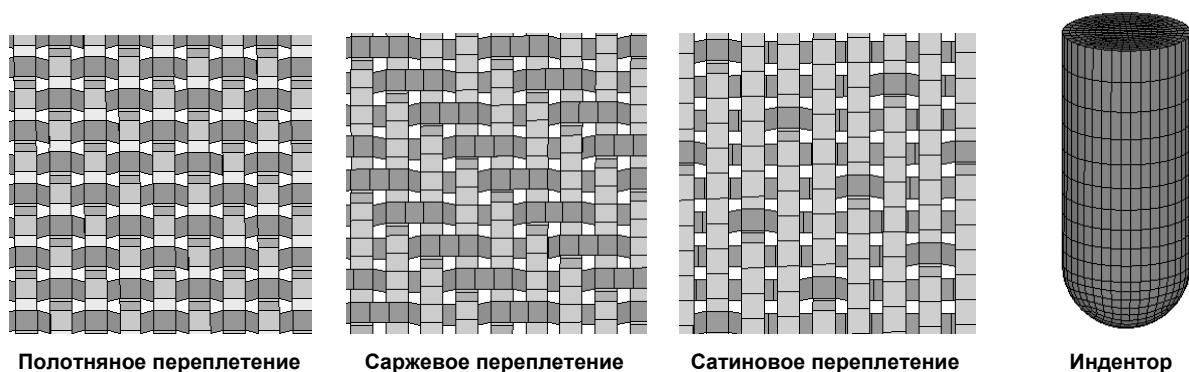 Полотняное переплетение
Саржевое переплетение
Сатиновое переплетение
Индентор